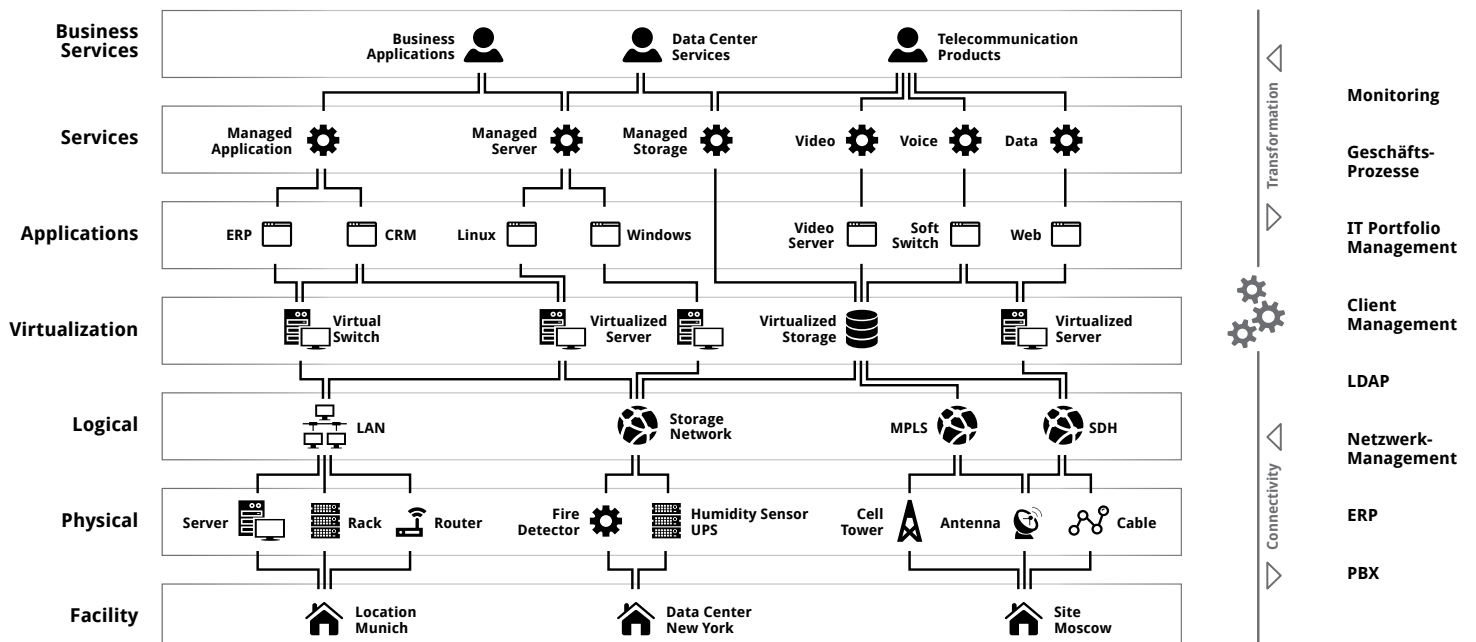 Business
Services
Business
Applications
Data Center
Services
Telecommunication
Products
Services
Managed
Application
Managed
Server
Managed
Storage
Video
Voice
Data
Applications
ERP
CRM
Linux
Windows
Video
Server
Soft
Switch
Web
Virtualization
Virtual
Switch
Virtualized
Server
Virtualized
Storage
Virtualized
Server
Logical
LAN
Storage
Network
MPLS
SDH
Physical
Server
Rack
Router
Fire
Detector
Humidity Sensor
UPS
Cell
Tower
Antenna
Cable
Facility
Location
Munich
Data Center
New York
Site
Moscow
Transformation
Connectivity
Monitoring
Geschäfts-
Prozesse
IT Portfolio
Management
Client
Management
LDAP
Netzwerk-
Management
ERP
PBX